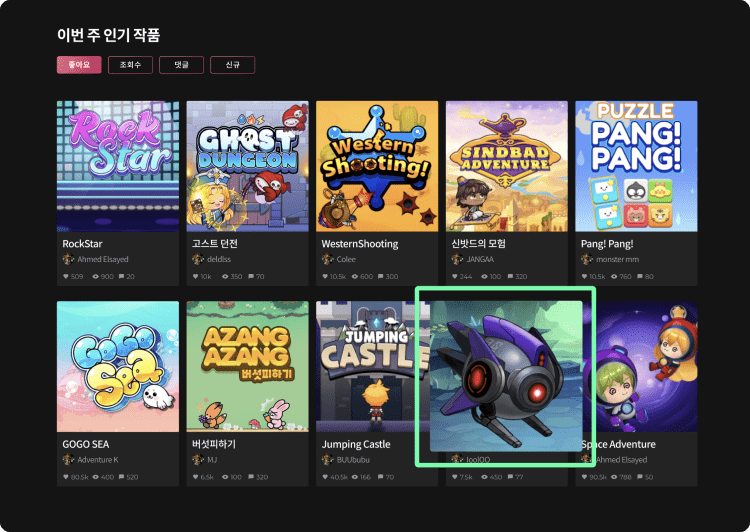 이번 주 인기 작품
좋아요 조회수 댓글 신규
Rock Star
GHOST DUNGEON
Western Shooting!
SINDBAD ADVENTURE
PUZZLE PANG! PANG!
RockStar
Ahmed Elsayed
509 900 20
고스트 던전
deldlss
10k 350 70
WesternShooting
Colee
10.5k 600 300
신밧드의 모험
JANGAA
244 100 320
Pang! Pang!
monster mm
10.5k 760 80
GOGO Sea
AZANG AZANG 버섯피하기
JUMPING CASTLE
GOGO SEA
Adventure K
80.5k 400 520
버섯피하기
MJ
6.5k 100 320
Jumping Castle
BUUbubu
40.5k 166 70
7.5k 450 77
Space Adventure
Ahmed Elsayed
90.5k 788 50